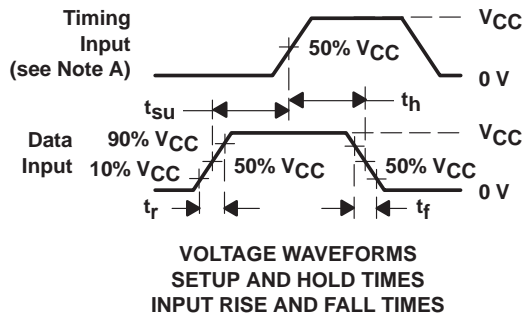 Timing
Input
(see Note A)
50% VCC
VCC
0 V
tsu
th
Data
Input
90% VCC
10% VCC
50% VCC
50% VCC
VCC
0 V
tr
tf
VOLTAGE WAVEFORMS
SETUP AND HOLD TIMES
INPUT RISE AND FALL TIMES